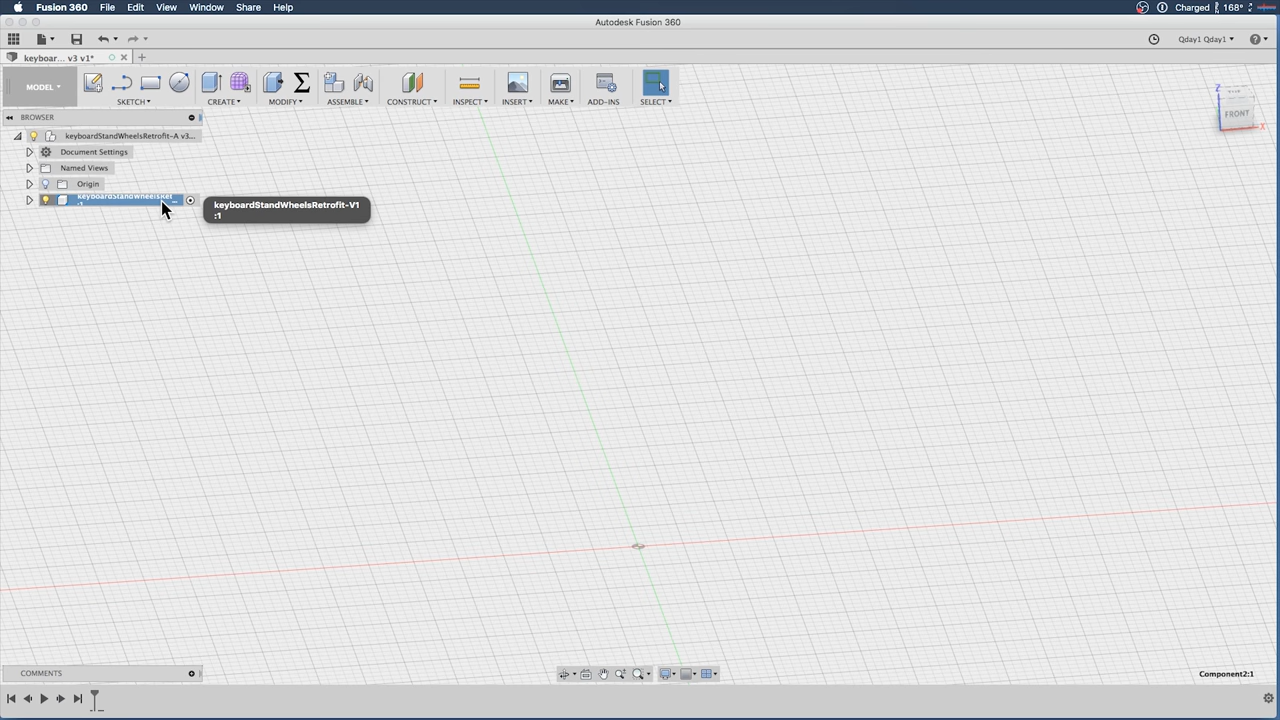 Fusion 360 File Edit View Window Share Help Charged 168°
Autodesk Fusion 360
Qday1 Qday1
keyboar... v3 v1*
MODEL
SKETCH CREATE MODIFY ASSEMBLE CONSTRUCT INSPECT INSERT MAKE ADD-INS SELECT
BROWSER
keyboardStandWheelsRetrofit-A v3...
Document Settings
Named Views
Origin
keyboardStandWheelsRet...
:1
keyboardStandWheelsRetrofit-V1
:1
Z
FRONT
X
COMMENTS
Component2:1